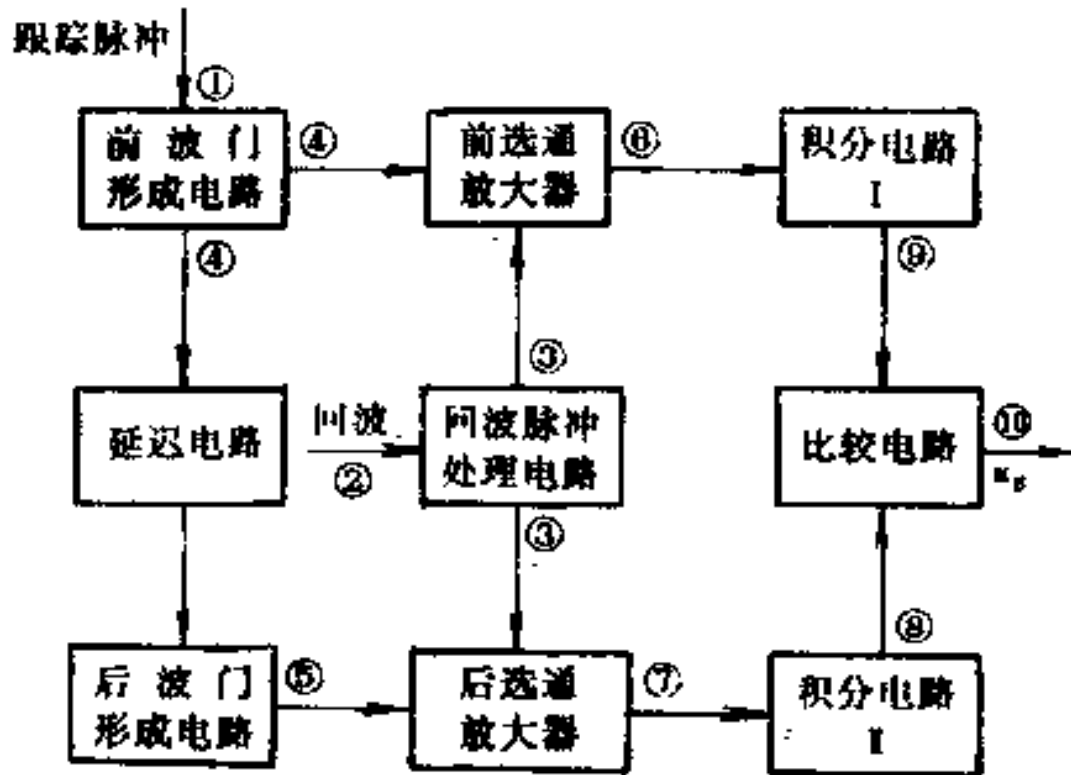 跟踪脉冲
①
前波门
形成电路
④
前选通
放大器
⑥
积分电路
Ⅰ
④
⑨
③
延迟电路
回波
②
回波脉冲
处理电路
比较电路
⑩
③
⑧
后波门
形成电路
⑤
后选通
放大器
⑦
积分电路
Ⅱ